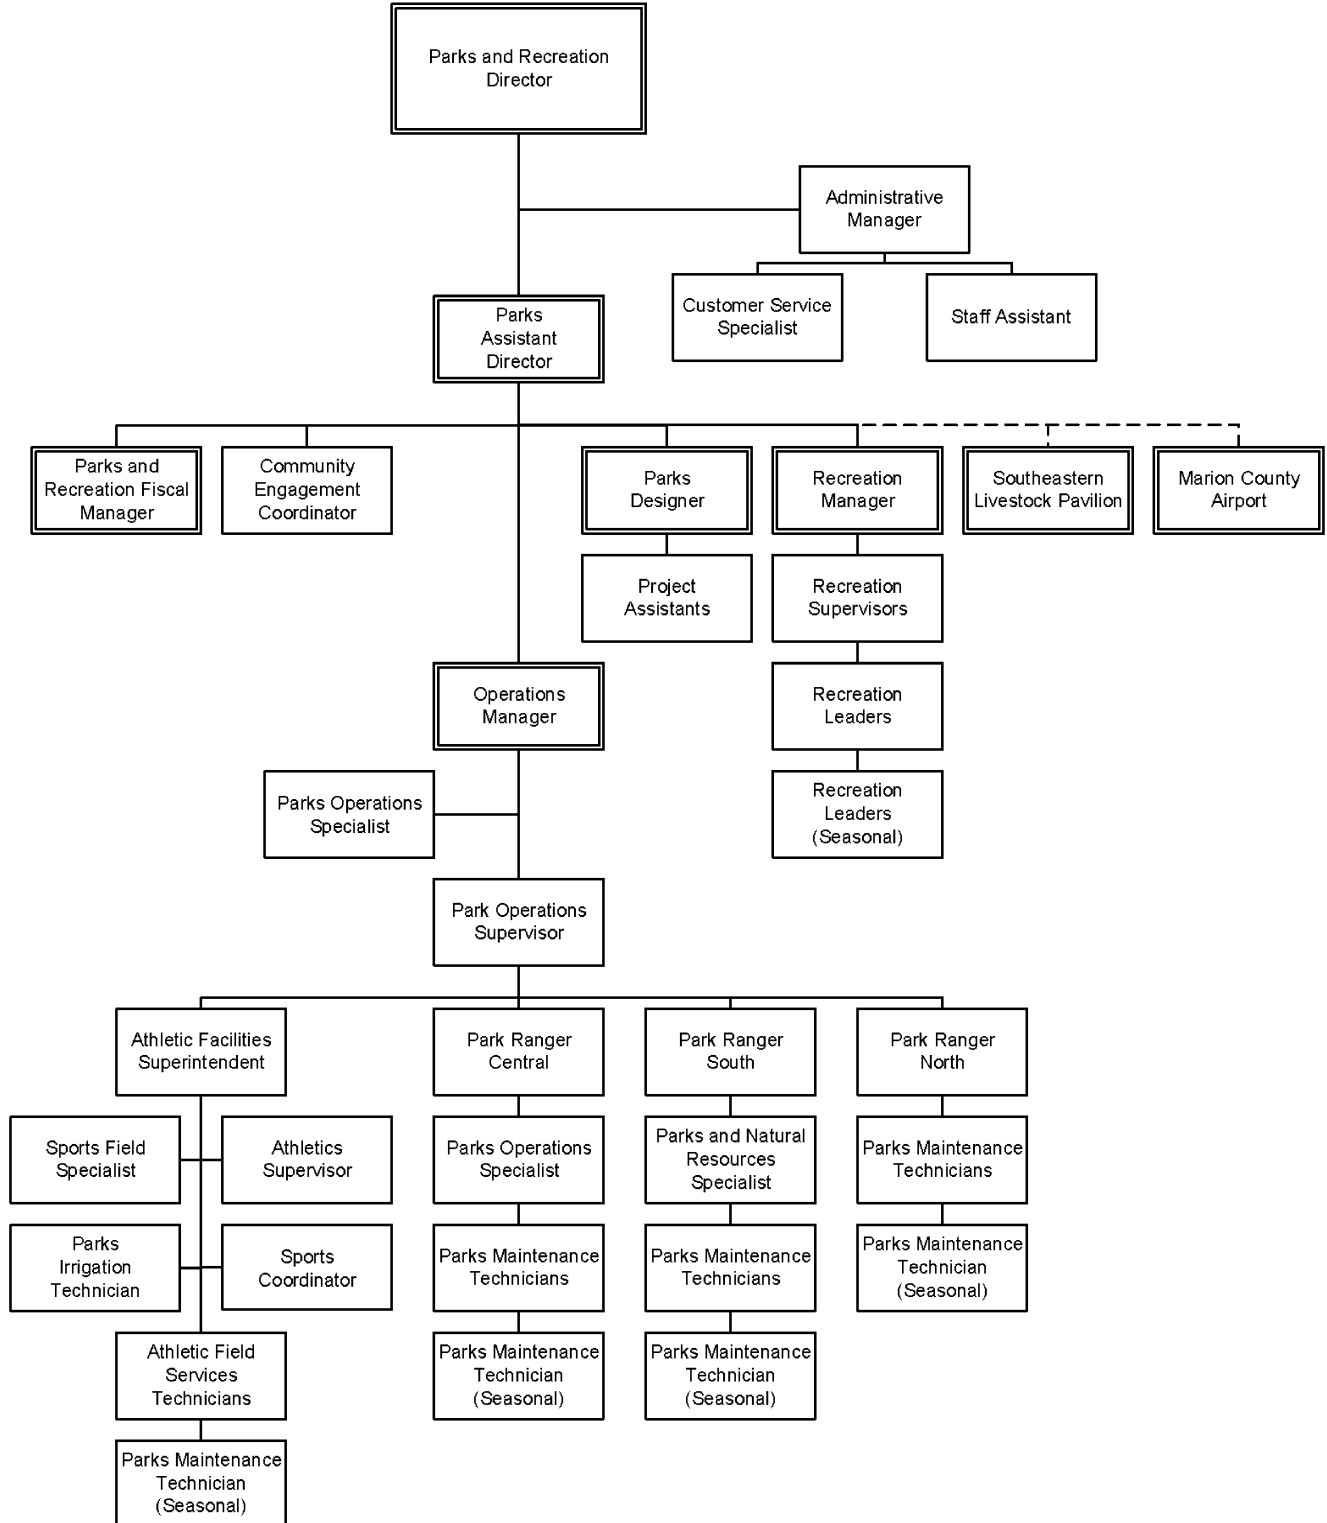 Parks and Recreation
Director
Administrative
Manager
Customer Service
Specialist
Staff Assistant
Parks
Assistant
Director
Parks and
Recreation Fiscal
Manager
Community
Engagement
Coordinator
Parks
Designer
Recreation
Manager
Southeastern
Livestock Pavilion
Marion County
Airport
Project
Assistants
Recreation
Supervisors
Operations
Manager
Recreation
Leaders
Parks Operations
Specialist
Recreation
Leaders
(Seasonal)
Park Operations
Supervisor
Athletic Facilities
Superintendent
Park Ranger
Central
Park Ranger
South
Park Ranger
North
Sports Field
Specialist
Athletics
Supervisor
Parks Operations
Specialist
Parks and Natural
Resources
Specialist
Parks Maintenance
Technicians
Parks
Irrigation
Technician
Sports
Coordinator
Parks Maintenance
Technicians
Parks Maintenance
Technicians
Parks Maintenance
Technician
(Seasonal)
Athletic Field
Services
Technicians
Parks Maintenance
Technician
(Seasonal)
Parks Maintenance
Technician
(Seasonal)
Parks Maintenance
Technician
(Seasonal)